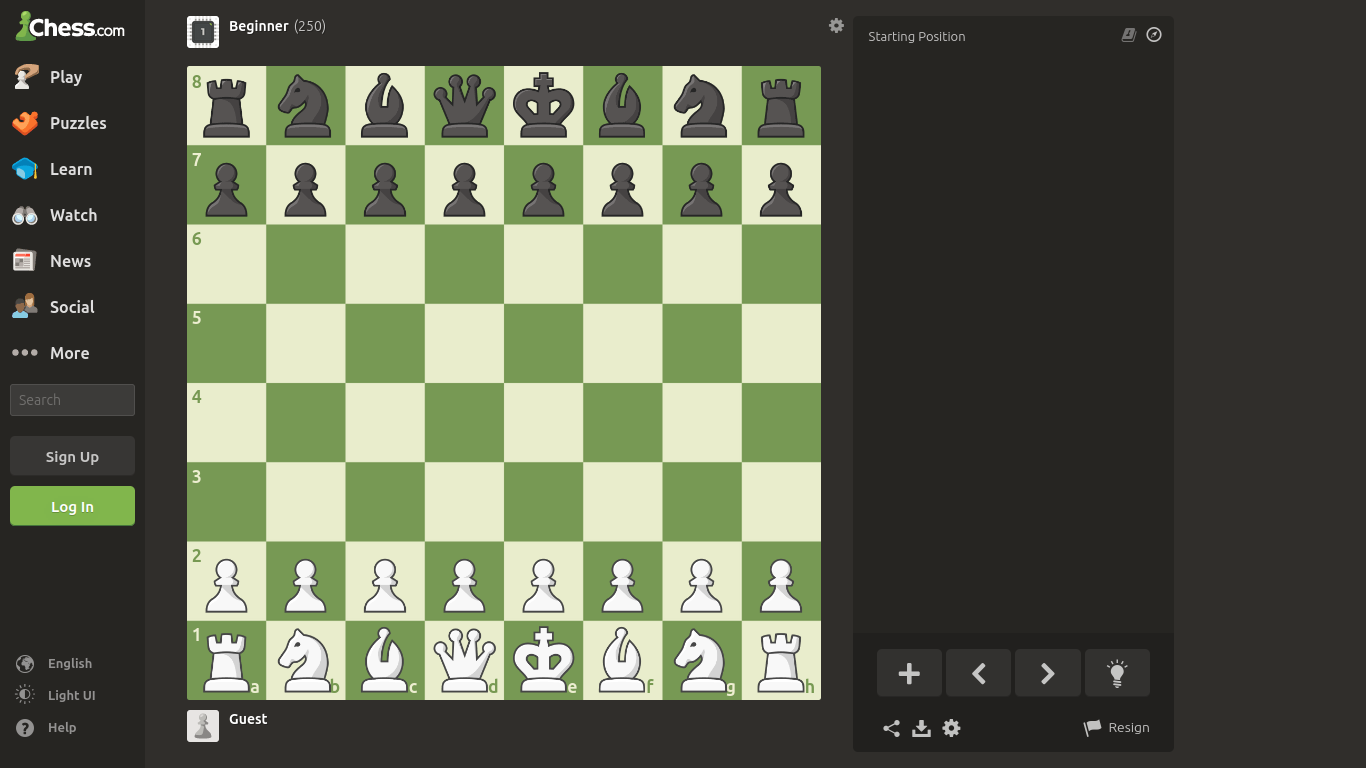 Chess.com
Play
Puzzles
Learn
Watch
News
Social
More
Search
Sign Up
Log In
English
Light UI
Help
1
Beginner (250)
8
7
6
5
4
3
2
1
a b c d e f g h
Guest
Starting Position
Resign